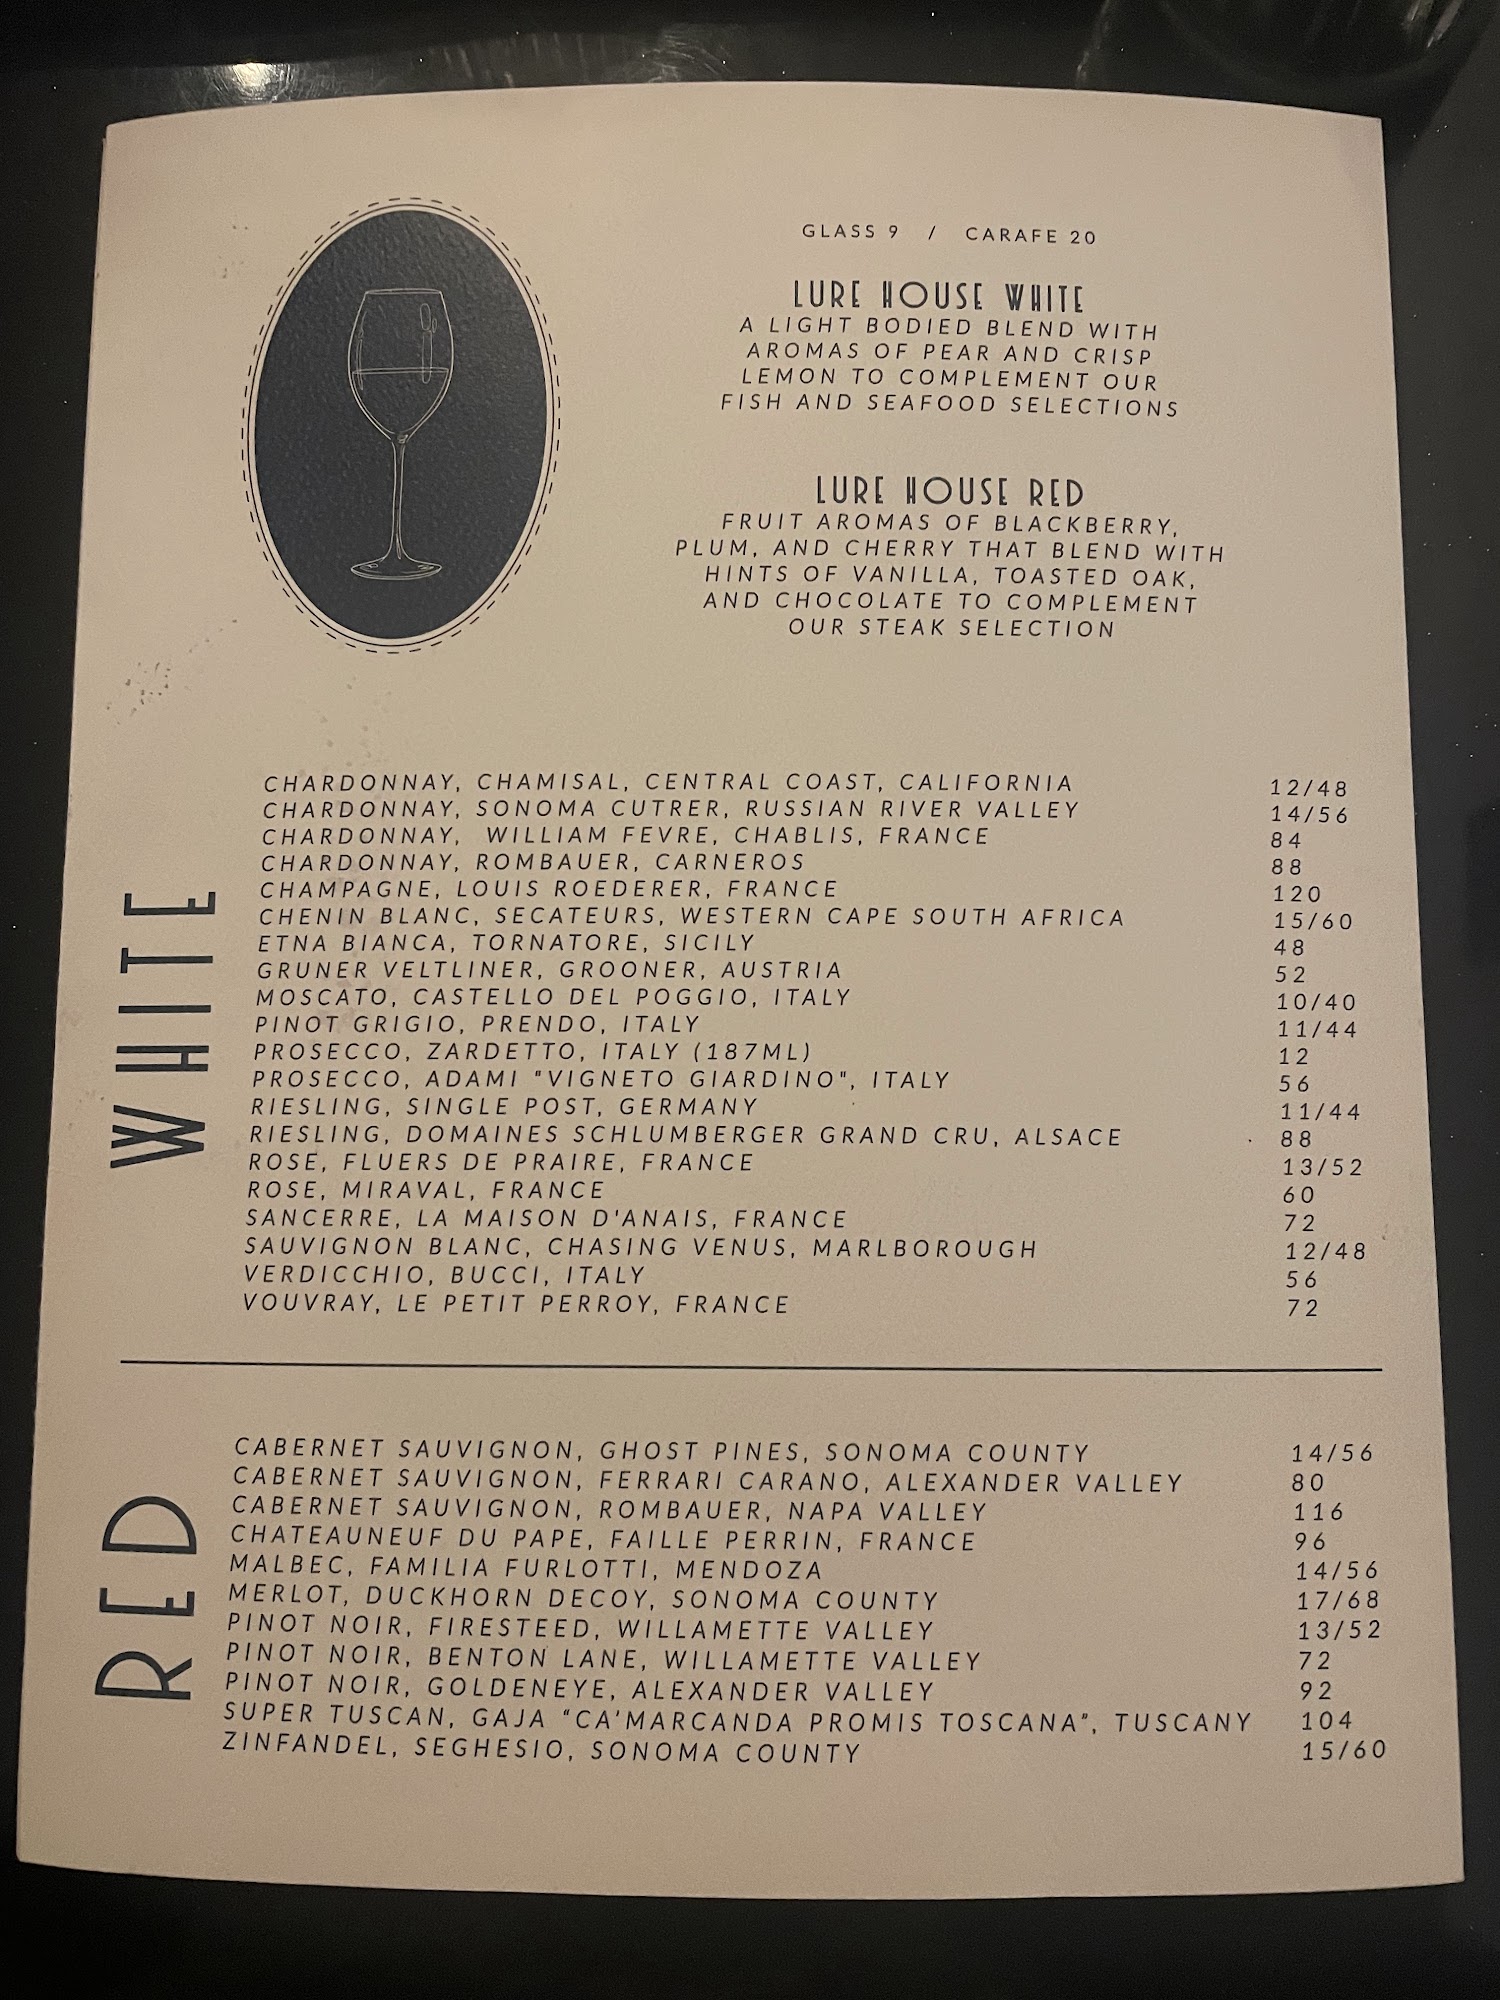 GLASS 9 / CARAFE 20
LURE HOUSE WHITE
A LIGHT BODIED BLEND WITH
AROMAS OF PEAR AND CRISP
LEMON TO COMPLEMENT OUR
FISH AND SEAFOOD SELECTIONS
LURE HOUSE RED
FRUIT AROMAS OF BLACKBERRY,
PLUM, AND CHERRY THAT BLEND WITH
HINTS OF VANILLA, TOASTED OAK,
AND CHOCOLATE TO COMPLEMENT
OUR STEAK SELECTION
WHITE
CHARDONNAY, CHAMISAL, CENTRAL COAST, CALIFORNIA 12/48
CHARDONNAY, SONOMA CUTRER, RUSSIAN RIVER VALLEY 14/56
CHARDONNAY, WILLIAM FEVRE, CHABLIS, FRANCE 84
CHARDONNAY, ROMBAUER, CARNEROS 88
CHAMPAGNE, LOUIS ROEDERER, FRANCE 120
CHENIN BLANC, SECATEURS, WESTERN CAPE SOUTH AFRICA 15/60
ETNA BIANCA, TORNATORE, SICILY 48
GRUNER VELTLINER, GROONER, AUSTRIA 52
MOSCATO, CASTELLO DEL POGGIO, ITALY 10/40
PINOT GRIGIO, PRENDO, ITALY 11/44
PROSECCO, ZARDETTO, ITALY (187ML) 12
PROSECCO, ADAMI "VIGNETO GIARDINO", ITALY 56
RIESLING, SINGLE POST, GERMANY 11/44
RIESLING, DOMAINES SCHLUMBERGER GRAND CRU, ALSACE 88
ROSE, FLUERS DE PRAIRE, FRANCE 13/52
ROSE, MIRAVAL, FRANCE 60
SANCERRE, LA MAISON D'ANAIS, FRANCE 72
SAUVIGNON BLANC, CHASING VENUS, MARLBOROUGH 12/48
VERDICCHIO, BUCCI, ITALY 56
VOUVRAY, LE PETIT PERROY, FRANCE 72
RED
CABERNET SAUVIGNON, GHOST PINES, SONOMA COUNTY 14/56
CABERNET SAUVIGNON, FERRARI CARANO, ALEXANDER VALLEY 80
CABERNET SAUVIGNON, ROMBAUER, NAPA VALLEY 116
CHATEAUNEUF DU PAPE, FAILLE PERRIN, FRANCE 96
MALBEC, FAMILIA FURLOTTI, MENDOZA 14/56
MERLOT, DUCKHORN DECOY, SONOMA COUNTY 17/68
PINOT NOIR, FIRESTEED, WILLAMETTE VALLEY 13/52
PINOT NOIR, BENTON LANE, WILLAMETTE VALLEY 72
PINOT NOIR, GOLDENEYE, ALEXANDER VALLEY 92
SUPER TUSCAN, GAJA "CA'MARCANDA PROMIS TOSCANA", TUSCANY 104
ZINFANDEL, SEGHESIO, SONOMA COUNTY 15/60